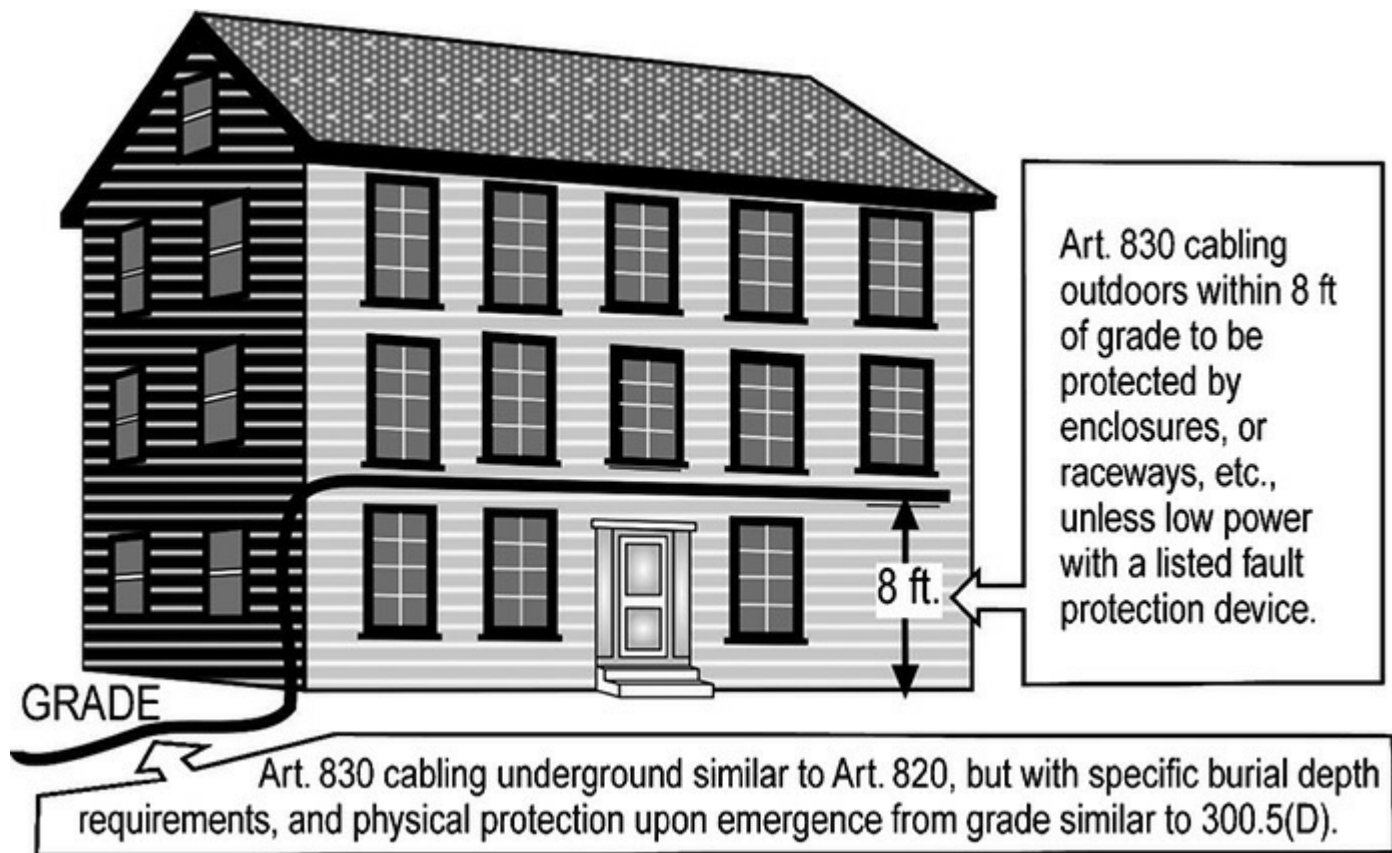 Art. 830 cabling
outdoors within 8 ft
of grade to be
protected by
enclosures, or
raceways, etc.,
unless low power
with a listed fault
protection device.
8 ft.
GRADE
Art. 830 cabling underground similar to Art. 820, but with specific burial depth
requirements, and physical protection upon emergence from grade similar to 300.5(D).